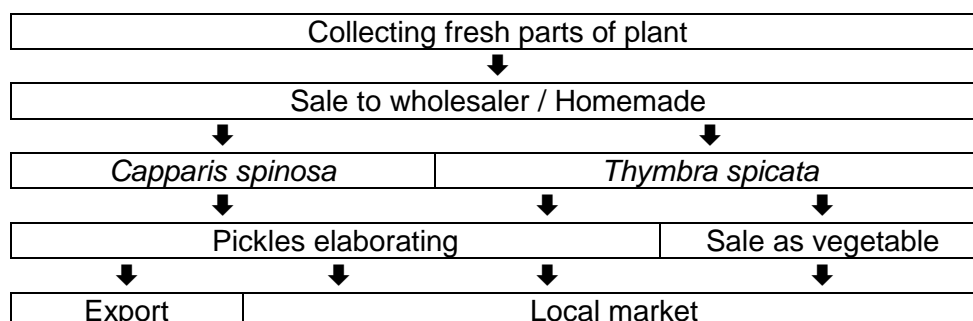 Collecting fresh parts of plant
Sale to wholesaler / Homemade
Capparis spinosa Thymbra spicata
Pickles elaborating Sale as vegetable
Export Local market